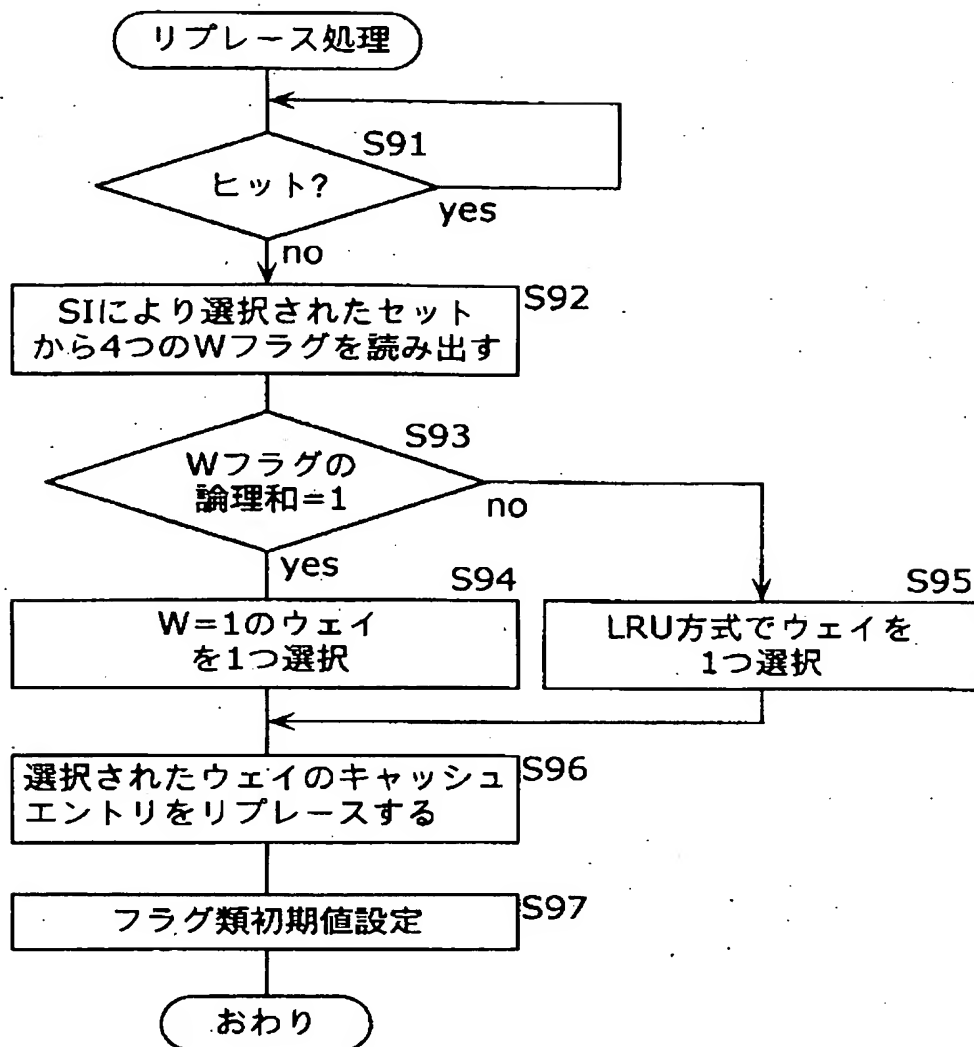 リプレース処理
S91
ヒット?
yes
no
S92
SIにより選択されたセット
から4つのWフラグを読み出す
S93
Wフラグの
論理和=1
no
yes
S94
W=1のウェイ
を1つ選択
S95
LRU方式でウェイを
1つ選択
S96
選択されたウェイのキャッシュ
エントリをリプレースする
S97
フラグ類初期値設定
おわり